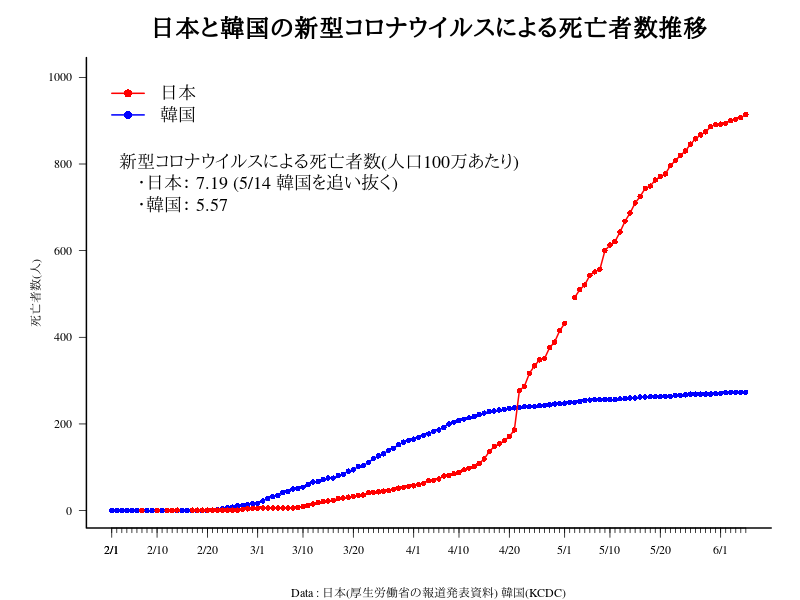 日本と韓国の新型コロナウイルスによる死亡者数推移
1000
日本
韓国
新型コロナウイルスによる死亡者数(人口100万あたり)
・日本： 7.19 (5/14 韓国を追い抜く)
・韓国： 5.57
800
600
400
200
0
死亡者数(人)
2/1 2/10 2/20 3/1 3/10 3/20 4/1 4/10 4/20 5/1 5/10 5/20 6/1
Data : 日本(厚生労働省の報道発表資料) 韓国(KCDC)